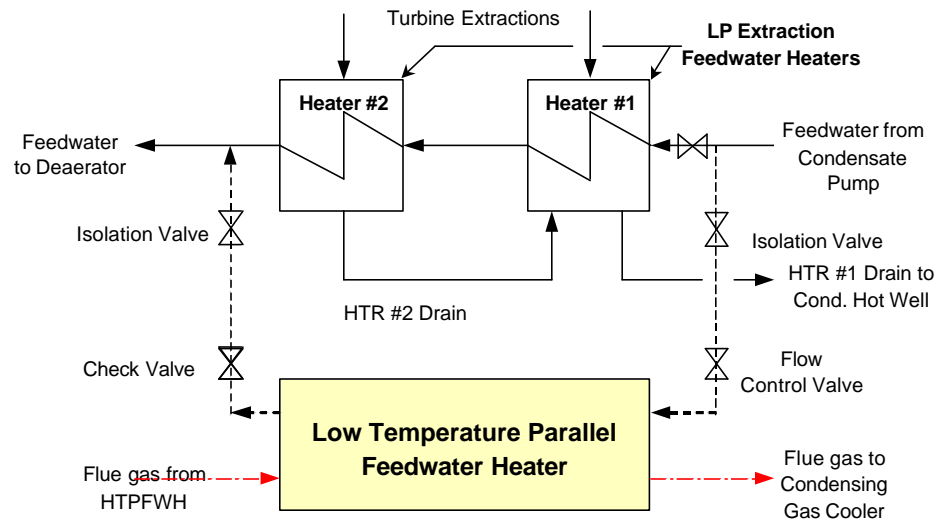 Turbine Extractions
LP Extraction
Feedwater Heaters
Heater #2
Heater #1
Feedwater
to Deaerator
Feedwater from
Condensate
Pump
Isolation Valve
Isolation Valve
HTR #1 Drain to
Cond. Hot Well
HTR #2 Drain
Check Valve
Flow
Control Valve
Low Temperature Parallel
Feedwater Heater
Flue gas from
HTPFWH
Flue gas to
Condensing
Gas Cooler